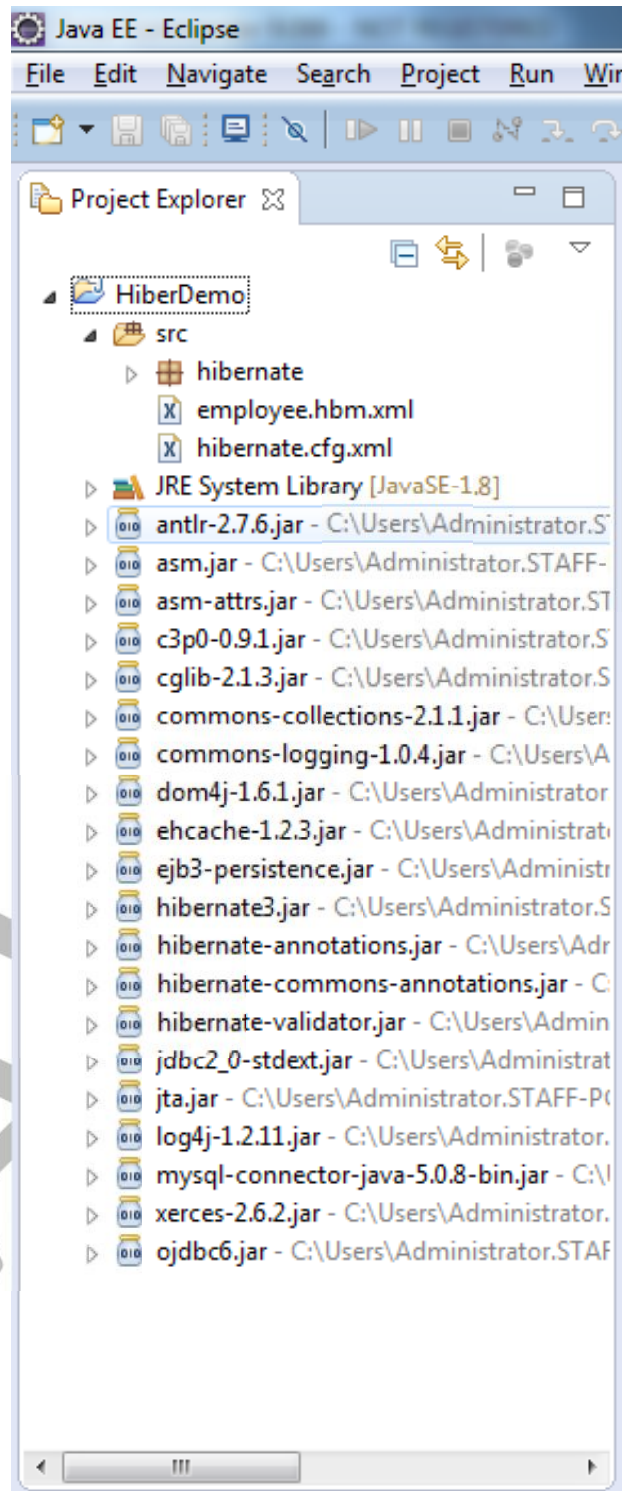 Java EE - Eclipse
File Edit Navigate Search Project Run Wir
Project Explorer
HiberDemo
src
hibernate
employee.hbm.xml
hibernate.cfg.xml
JRE System Library [JavaSE-1.8]
antlr-2.7.6.jar - C:\Users\Administrator.S
asm.jar - C:\Users\Administrator.STAFF-
asm-attrs.jar - C:\Users\Administrator.ST
c3p0-0.9.1.jar - C:\Users\Administrator.S
cglib-2.1.3.jar - C:\Users\Administrator.S
commons-collections-2.1.1.jar - C:\Users
commons-logging-1.0.4.jar - C:\Users\A
dom4j-1.6.1.jar - C:\Users\Administrator
ehcache-1.2.3.jar - C:\Users\Administrat
ejb3-persistence.jar - C:\Users\Administr
hibernate3.jar - C:\Users\Administrator.S
hibernate-annotations.jar - C:\Users\Adr
hibernate-commons-annotations.jar - C:
hibernate-validator.jar - C:\Users\Admin
jdbc2_0-stdext.jar - C:\Users\Administrat
jta.jar - C:\Users\Administrator.STAFF-P
log4j-1.2.11.jar - C:\Users\Administrator.
mysql-connector-java-5.0.8-bin.jar - C:\
xerces-2.6.2.jar - C:\Users\Administrator.
ojdbc6.jar - C:\Users\Administrator.STAF